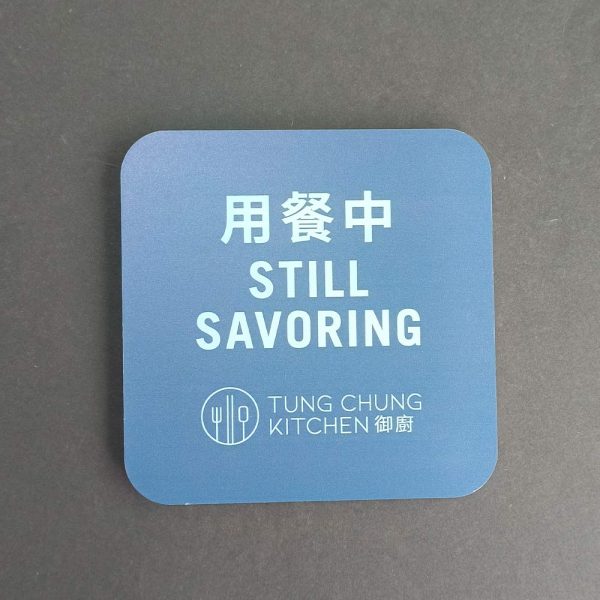 用餐中
STILL
SAVORING
TUNG CHUNG
KITCHEN 御廚